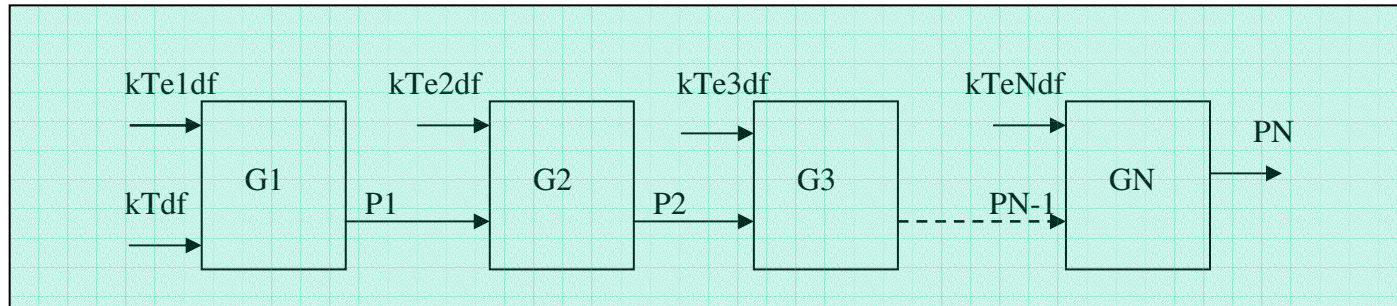 kTe1df
kTe2df
kTe3df
kTeNdf
PN
G1
G2
G3
GN
kTdf
P1
P2
PN-1